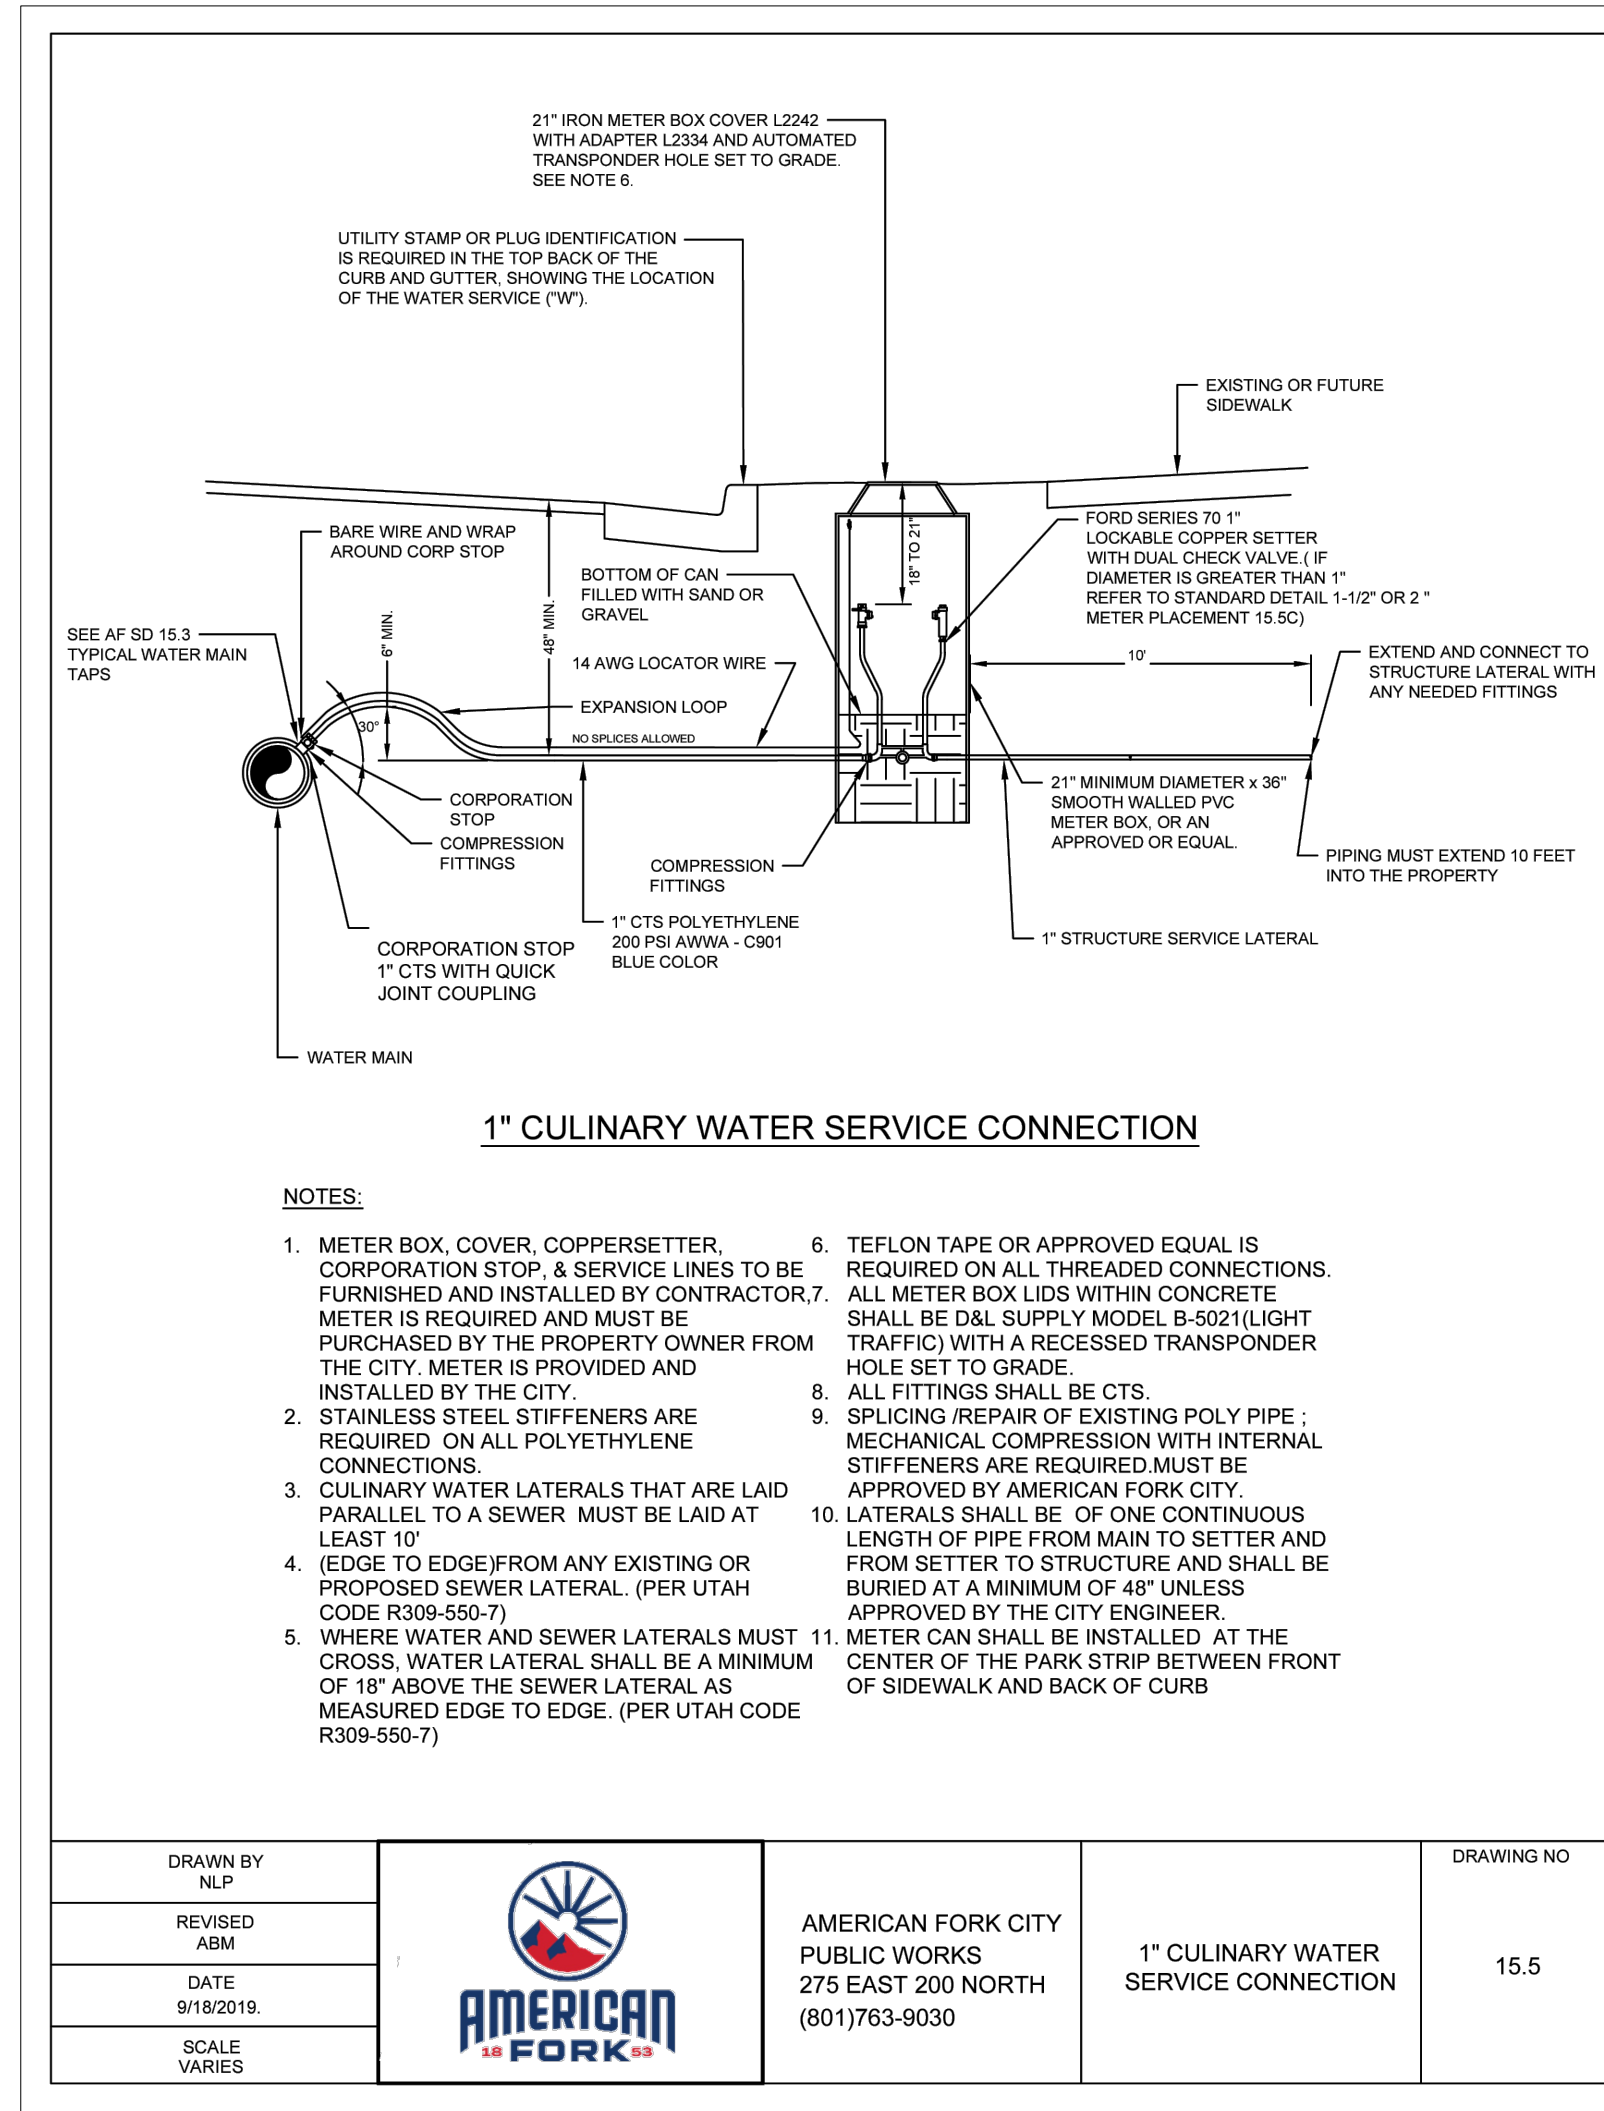 21" IRON METER BOX COVER L2242
WITH ADAPTER L2334 AND AUTOMATED
TRANSPONDER HOLE SET TO GRADE.
SEE NOTE 6.
UTILITY STAMP OR PLUG IDENTIFICATION
IS REQUIRED IN THE TOP BACK OF THE
CURB AND GUTTER, SHOWING THE LOCATION
OF THE WATER SERVICE ("W").
EXISTING OR FUTURE
SIDEWALK
BARE WIRE AND WRAP
AROUND CORP STOP
FORD SERIES 70 1"
LOCKABLE COPPER SETTER
WITH DUAL CHECK VALVE.( IF
DIAMETER IS GREATER THAN 1"
REFER TO STANDARD DETAIL 1-1/2" OR 2 "
METER PLACEMENT 15.5C)
18" TO 21"
BOTTOM OF CAN
FILLED WITH SAND OR
GRAVEL
48" MIN.
6" MIN.
SEE AF SD 15.3
TYPICAL WATER MAIN
TAPS
14 AWG LOCATOR WIRE
10'
EXTEND AND CONNECT TO
STRUCTURE LATERAL WITH
ANY NEEDED FITTINGS
EXPANSION LOOP
30°
NO SPLICES ALLOWED
21" MINIMUM DIAMETER x 36"
SMOOTH WALLED PVC
METER BOX, OR AN
APPROVED OR EQUAL.
CORPORATION
STOP
COMPRESSION
FITTINGS
COMPRESSION
FITTINGS
PIPING MUST EXTEND 10 FEET
INTO THE PROPERTY
1" CTS POLYETHYLENE
200 PSI AWWA - C901
BLUE COLOR
1" STRUCTURE SERVICE LATERAL
CORPORATION STOP
1" CTS WITH QUICK
JOINT COUPLING
WATER MAIN
1" CULINARY WATER SERVICE CONNECTION
NOTES:
1. METER BOX, COVER, COPPERSETTER,
CORPORATION STOP, & SERVICE LINES TO BE
FURNISHED AND INSTALLED BY CONTRACTOR,
METER IS REQUIRED AND MUST BE
PURCHASED BY THE PROPERTY OWNER FROM
THE CITY. METER IS PROVIDED AND
INSTALLED BY THE CITY.
2. STAINLESS STEEL STIFFENERS ARE
REQUIRED ON ALL POLYETHYLENE
CONNECTIONS.
3. CULINARY WATER LATERALS THAT ARE LAID
PARALLEL TO A SEWER MUST BE LAID AT
LEAST 10'
4. (EDGE TO EDGE)FROM ANY EXISTING OR
PROPOSED SEWER LATERAL. (PER UTAH
CODE R309-550-7)
5. WHERE WATER AND SEWER LATERALS MUST
CROSS, WATER LATERAL SHALL BE A MINIMUM
OF 18" ABOVE THE SEWER LATERAL AS
MEASURED EDGE TO EDGE. (PER UTAH CODE
R309-550-7)
6. TEFLON TAPE OR APPROVED EQUAL IS
REQUIRED ON ALL THREADED CONNECTIONS.
7. ALL METER BOX LIDS WITHIN CONCRETE
SHALL BE D&L SUPPLY MODEL B-5021(LIGHT
TRAFFIC) WITH A RECESSED TRANSPONDER
HOLE SET TO GRADE.
8. ALL FITTINGS SHALL BE CTS.
9. SPLICING /REPAIR OF EXISTING POLY PIPE ;
MECHANICAL COMPRESSION WITH INTERNAL
STIFFENERS ARE REQUIRED.MUST BE
APPROVED BY AMERICAN FORK CITY.
10. LATERALS SHALL BE OF ONE CONTINUOUS
LENGTH OF PIPE FROM MAIN TO SETTER AND
FROM SETTER TO STRUCTURE AND SHALL BE
BURIED AT A MINIMUM OF 48" UNLESS
APPROVED BY THE CITY ENGINEER.
11. METER CAN SHALL BE INSTALLED AT THE
CENTER OF THE PARK STRIP BETWEEN FRONT
OF SIDEWALK AND BACK OF CURB
DRAWN BY
NLP
REVISED
ABM
DATE
9/18/2019.
SCALE
VARIES
AMERICAN
18 FORK 53
AMERICAN FORK CITY
PUBLIC WORKS
275 EAST 200 NORTH
(801)763-9030
1" CULINARY WATER
SERVICE CONNECTION
DRAWING NO
15.5